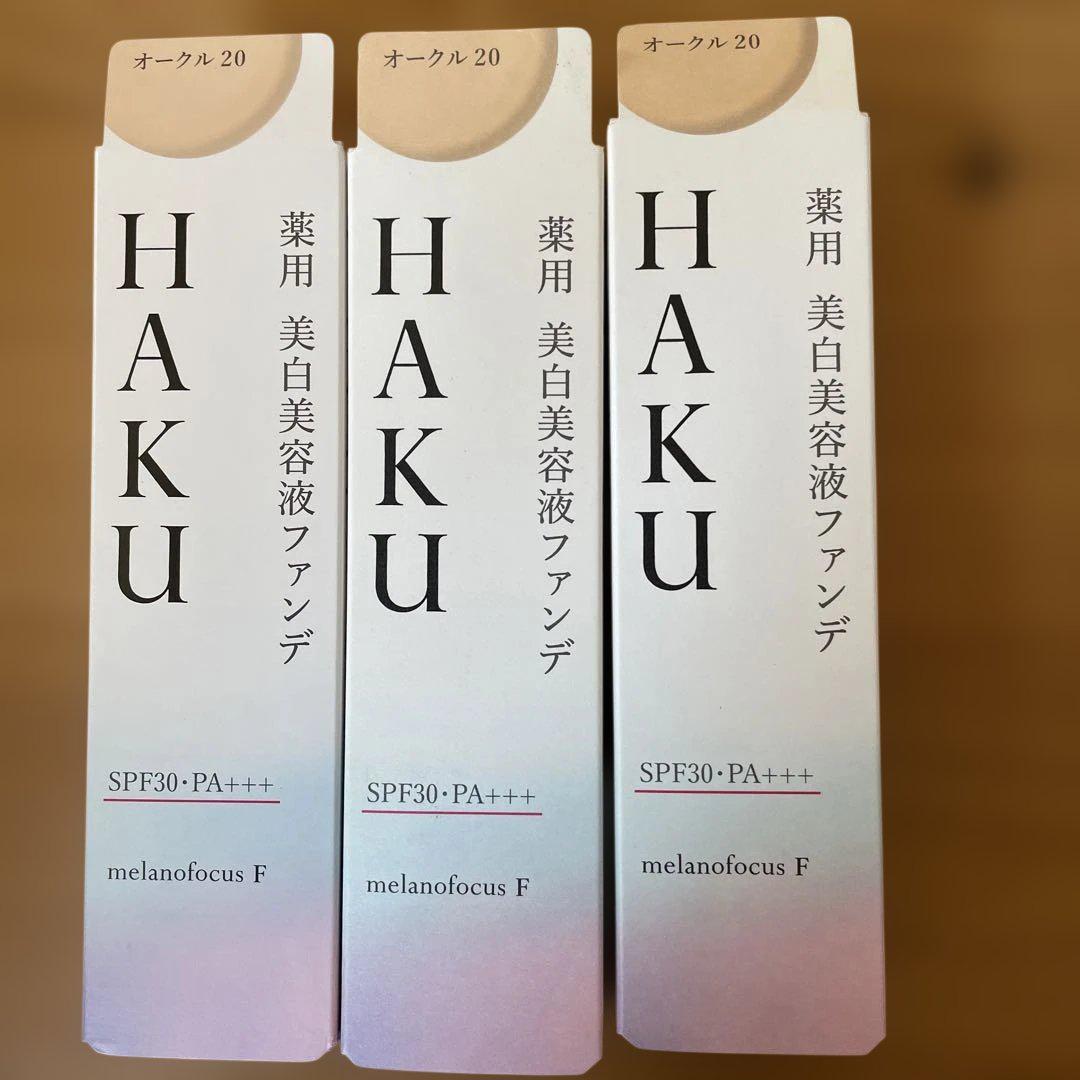 オークル 20
HAKU
薬用 美白美容液ファンデ
SPF30・PA+++
melanofocus F
オークル 20
HAKU
薬用 美白美容液ファンデ
SPF30・PA+++
melanofocus F
オークル 20
HAKU
薬用 美白美容液ファンデ
SPF30・PA+++
melanofocus F